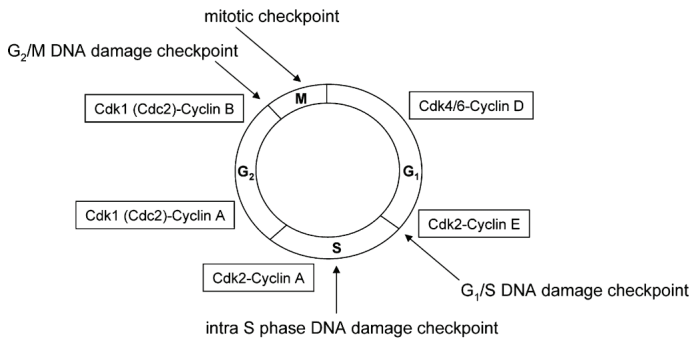 mitotic checkpoint
G₂/M DNA damage checkpoint
M
Cdk1 (Cdc2)-Cyclin B
Cdk4/6-Cyclin D
G₂
G₁
Cdk1 (Cdc2)-Cyclin A
Cdk2-Cyclin E
S
Cdk2-Cyclin A
G₁/S DNA damage checkpoint
intra S phase DNA damage checkpoint